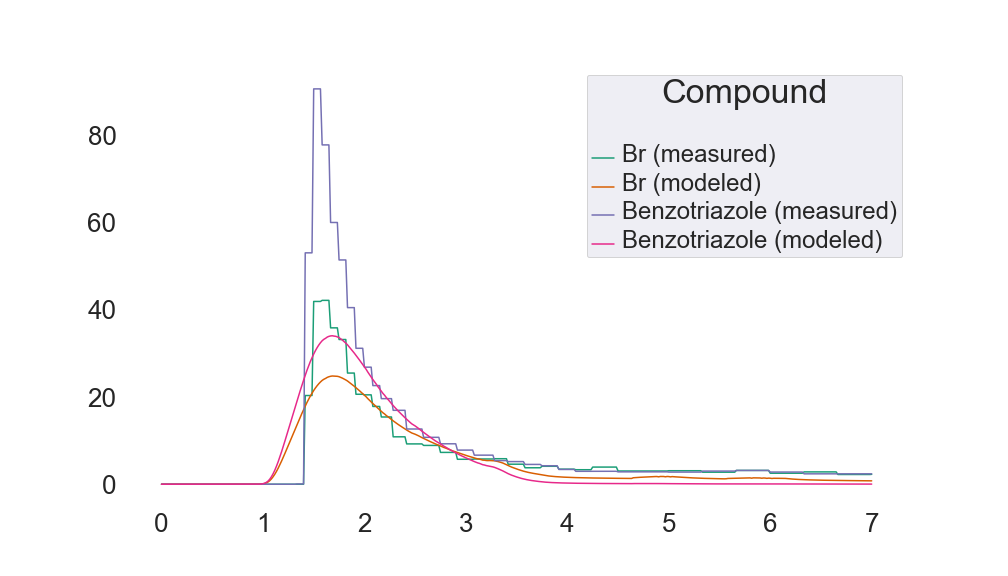 Compound
Br (measured)
Br (modeled)
Benzotriazole (measured)
Benzotriazole (modeled)
80
60
40
20
0
0 1 2 3 4 5 6 7